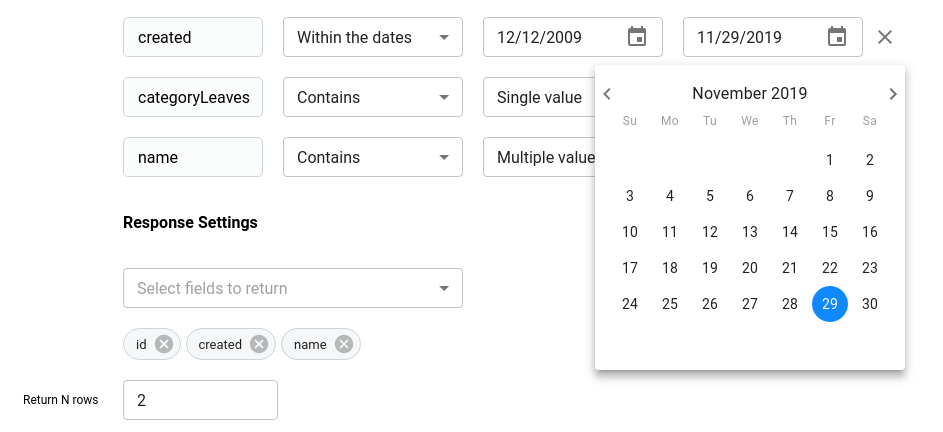 created Within the dates 12/12/2009 11/29/2019
categoryLeaves Contains Single value
name Contains Multiple value
November 2019
Su Mo Tu We Th Fr Sa
1 2
3 4 5 6 7 8 9
10 11 12 13 14 15 16
17 18 19 20 21 22 23
24 25 26 27 28 29 30
Response Settings
Select fields to return
id created name
Return N rows 2